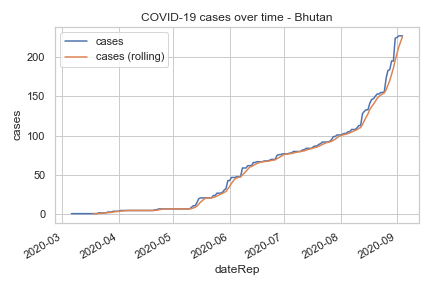 COVID-19 cases over time - Bhutan
cases
cases (rolling)
cases
200
150
100
50
0
2020-03
2020-04
2020-05
2020-06
2020-07
2020-08
2020-09
dateRep